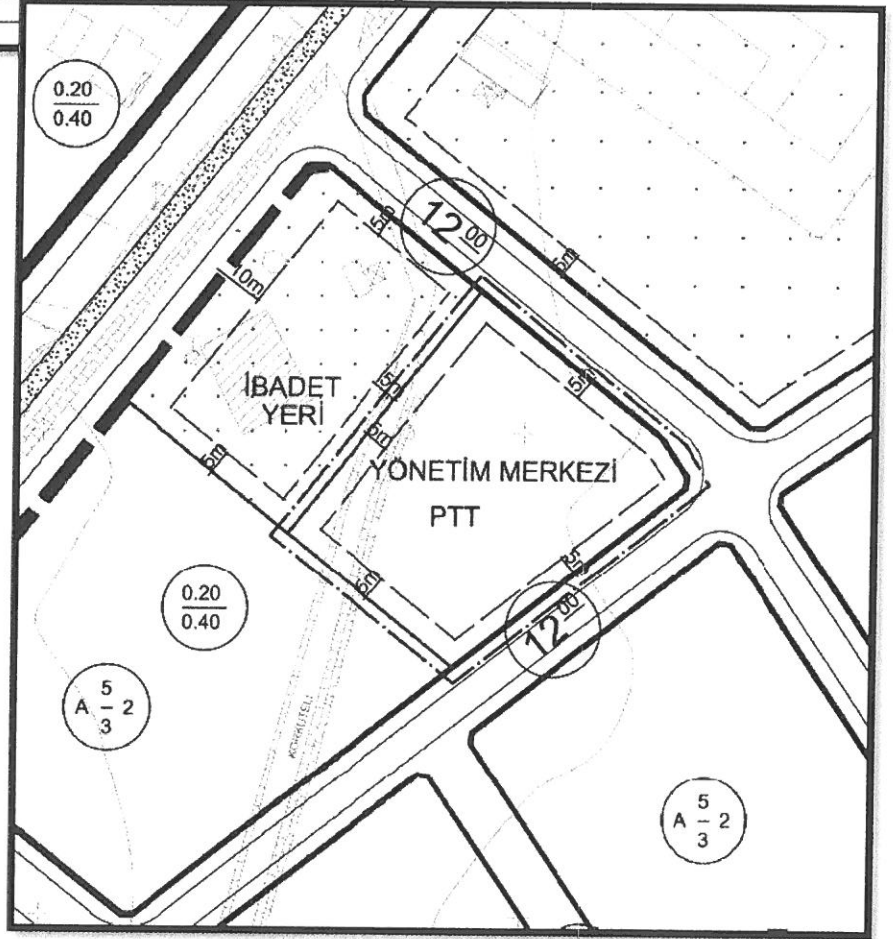 0.20
0.40
12.00
5m
5m
10m
İBADET
YERİ
5m
5m
5m
YÖNETİM MERKEZİ
PTT
5m
5m
5m
12.00
0.20
0.40
A 5/3 2
KORKUTELİ
A 5/3 2